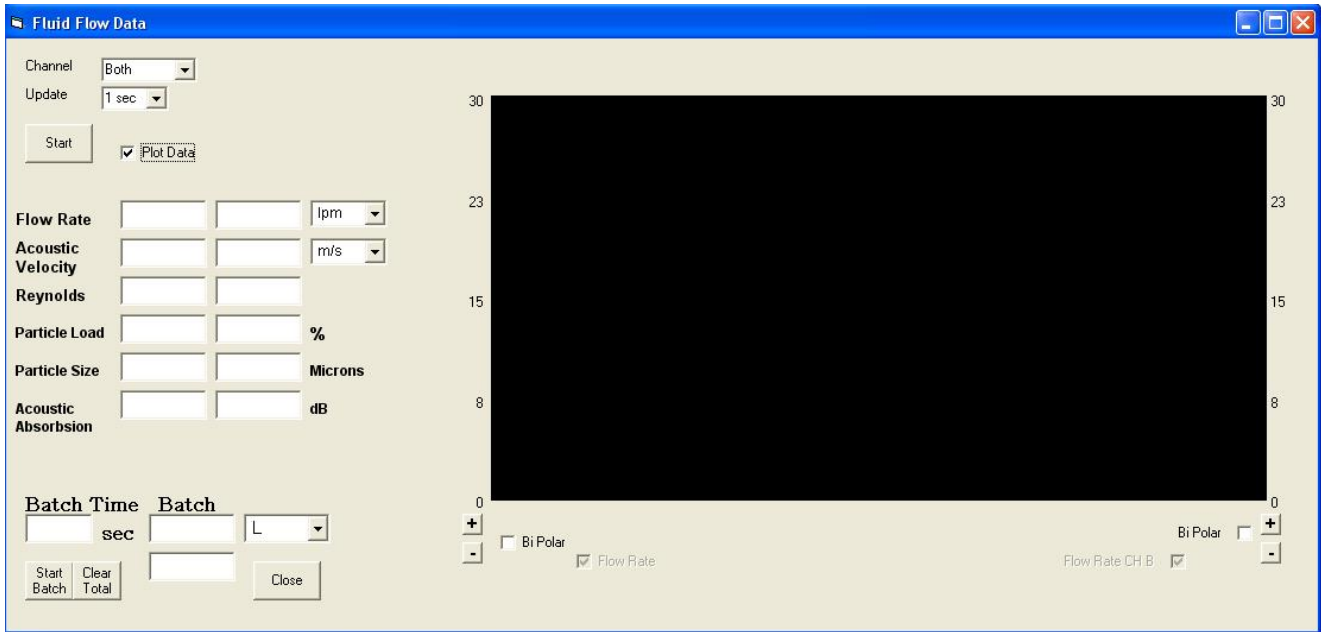 Fluid Flow Data
Channel Both
Update 1 sec
Start
Plot Data
Flow Rate lpm
Acoustic
Velocity m/s
Reynolds
Particle Load %
Particle Size Microns
Acoustic
Absorbsion dB
Batch Time Batch
sec L
Start
Batch
Clear
Total
Close
30
23
15
8
0
30
23
15
8
0
+
-
Bi Polar
Flow Rate
Bi Polar
Flow Rate CH B
+
-